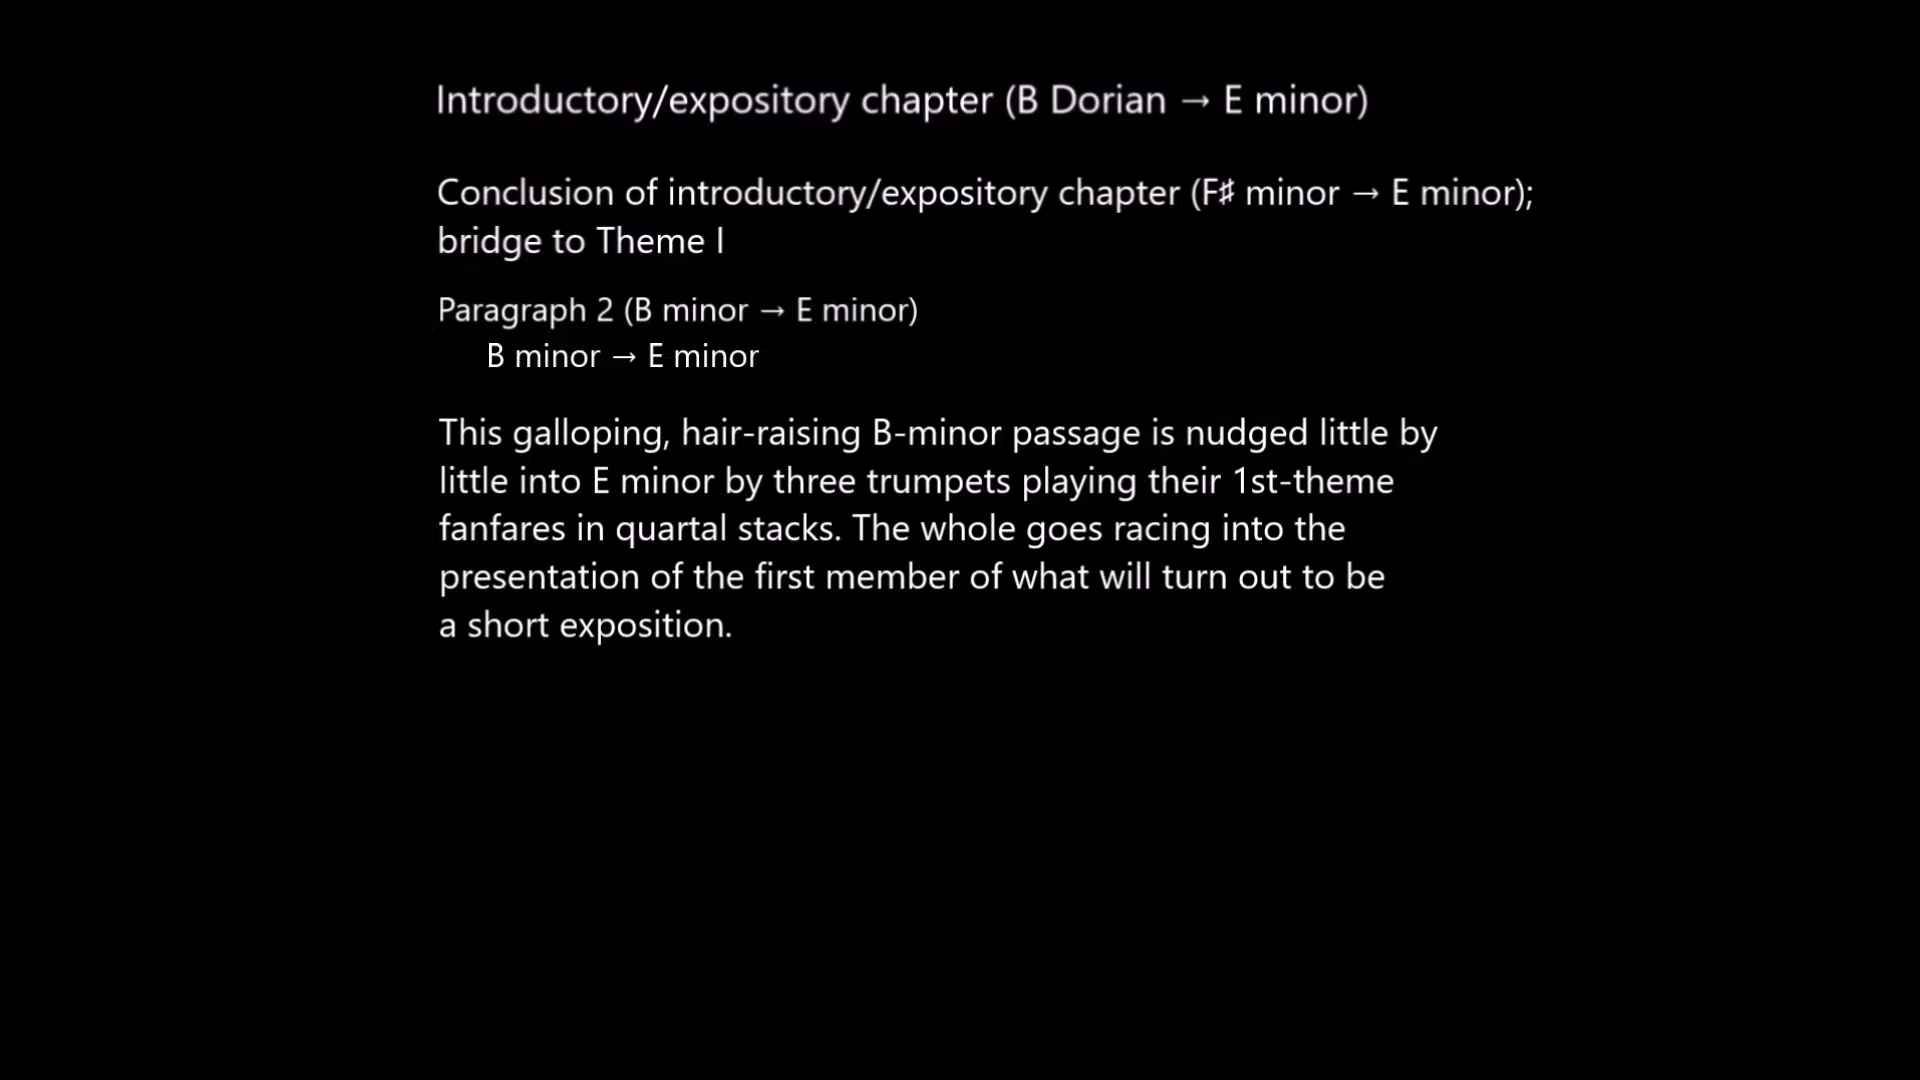 Introductory/expository chapter (B Dorian → E minor)
Conclusion of introductory/expository chapter (F♯ minor → E minor);
bridge to Theme I
Paragraph 2 (B minor → E minor)
B minor → E minor
This galloping, hair-raising B-minor passage is nudged little by
little into E minor by three trumpets playing their 1st-theme
fanfares in quartal stacks. The whole goes racing into the
presentation of the first member of what will turn out to be
a short exposition.